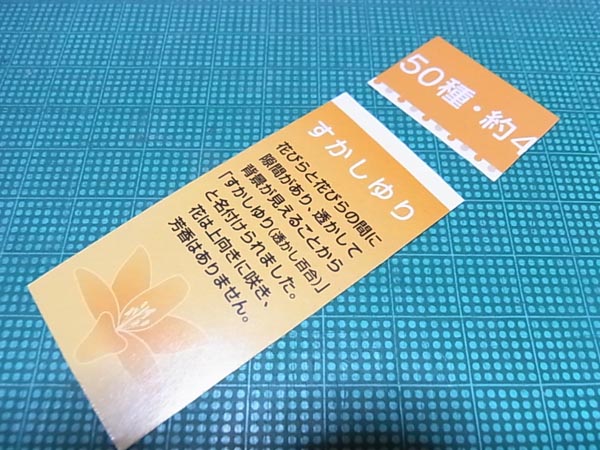 50種・約4
すかしゆり
花びらと花びらの間に
隙間があり、透かして
背景が見えることから
「すかしゆり(透かし百合)」
と名付けられました。
花は上向きに咲き、
芳香はありません。